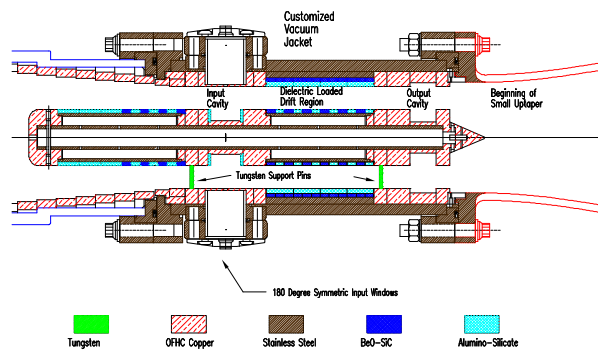 Customized
Vacuum
Jacket
Input
Cavity
Dielectric Loaded
Drift Region
Output
Cavity
Beginning of
Small Uptaper
Tungsten Support Pins
180 Degree Symmetric Input Windows
Tungsten
OFHC Copper
Stainless Steel
BeO-SiC
Alumino-Silicate